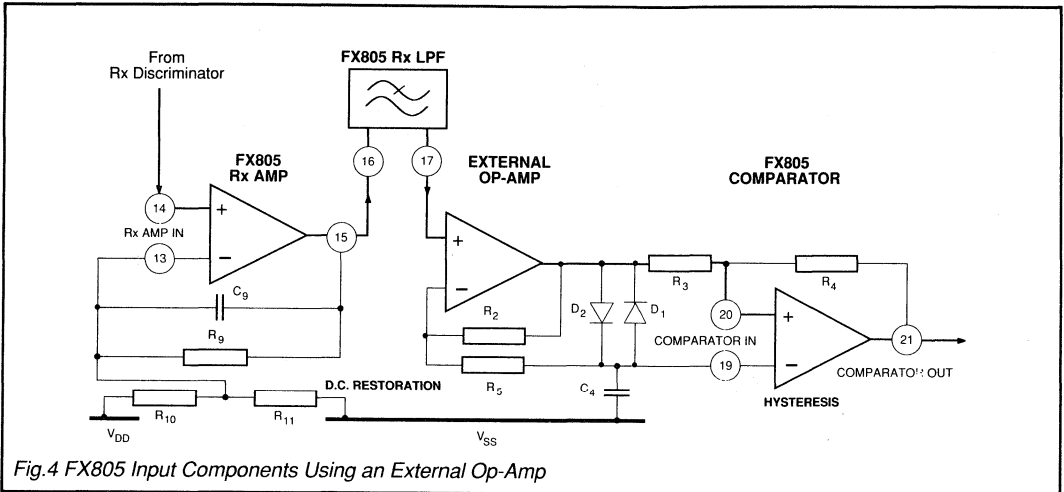 From
Rx Discriminator
FX805 Rx LPF
FX805
Rx AMP
16
17
EXTERNAL
OP-AMP
FX805
COMPARATOR
14
+
Rx AMP IN
13
−
15
C9
R9
+
−
R2
R5
D2
D1
R3
R4
20
COMPARATOR IN
19
+
−
21
COMPARATOR OUT
HYSTERESIS
C4
D.C. RESTORATION
R10
R11
VDD
VSS
Fig.4 FX805 Input Components Using an External Op-Amp